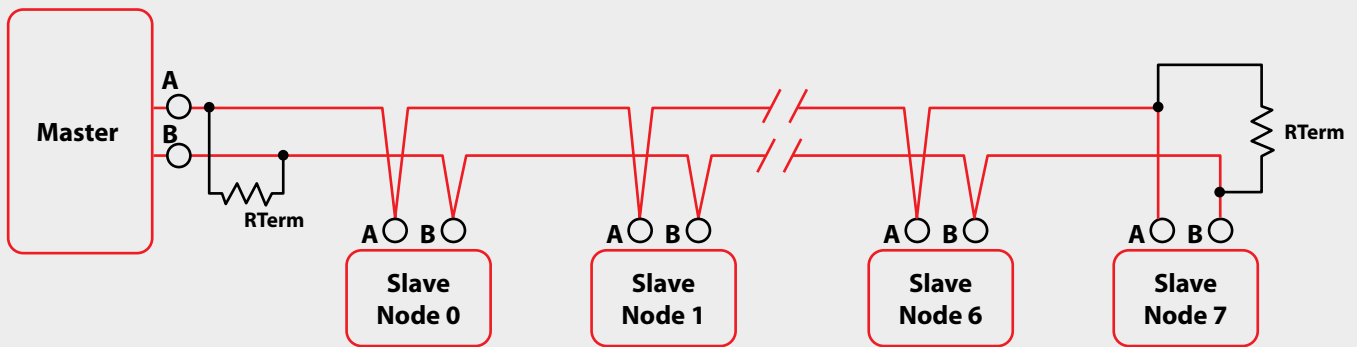 A
Master
B
RTerm
RTerm
A B
A B
A B
A B
Slave
Node 0
Slave
Node 1
Slave
Node 6
Slave
Node 7